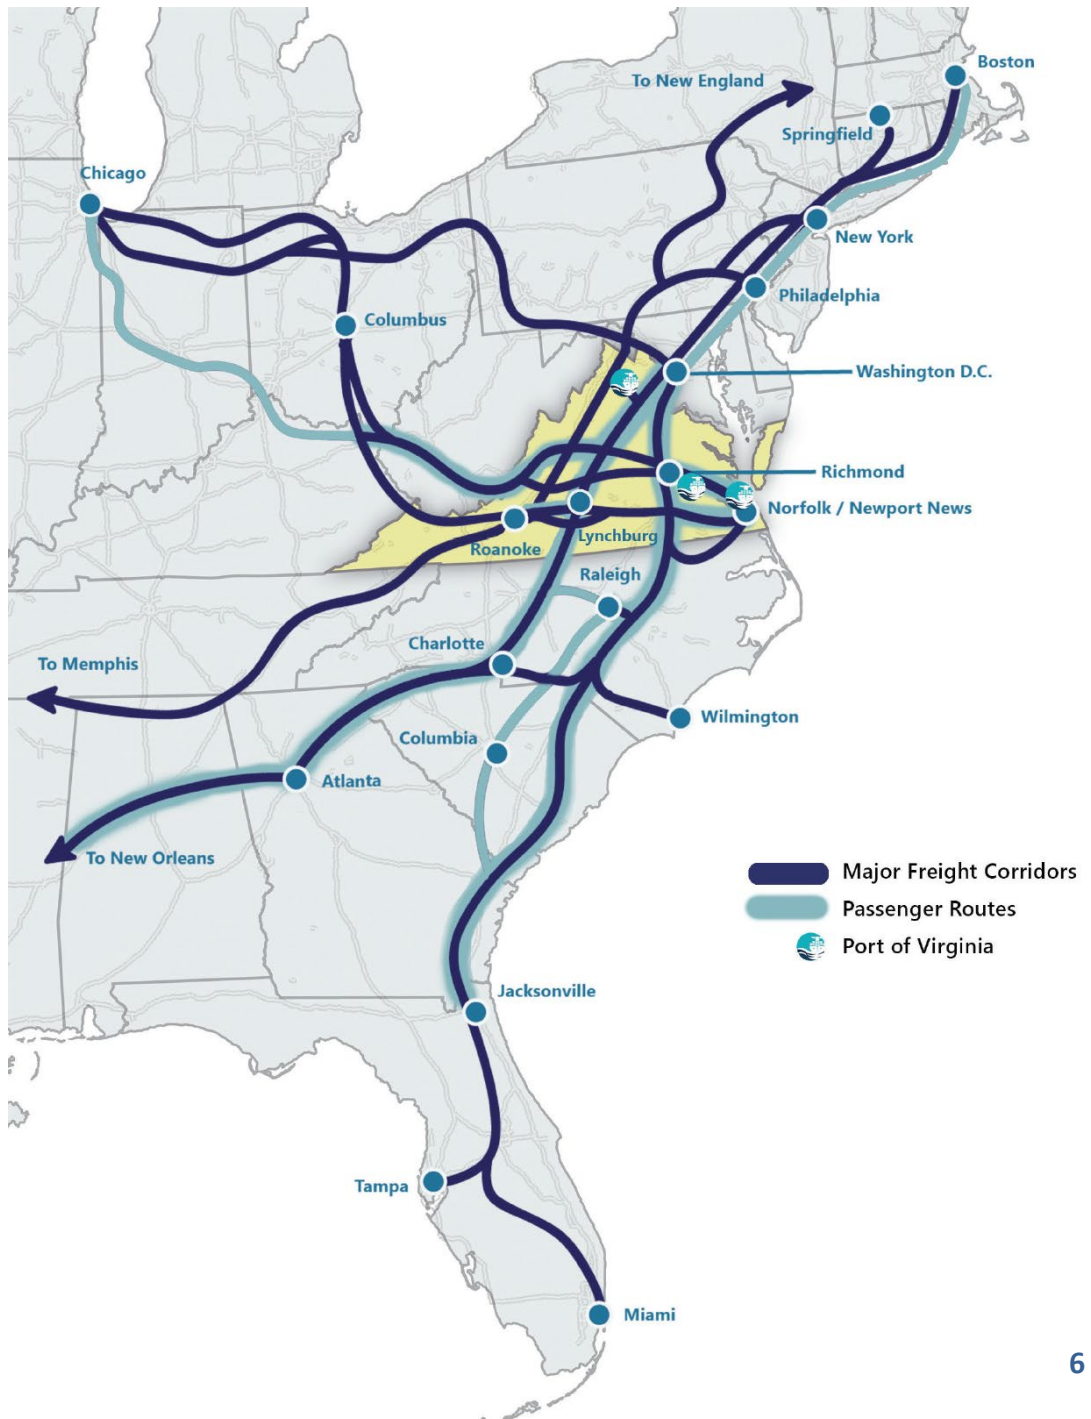 Boston
To New England
Springfield
Chicago
New York
Philadelphia
Columbus
Washington D.C.
Richmond
Norfolk / Newport News
Lynchburg
Roanoke
Raleigh
Charlotte
To Memphis
Wilmington
Columbia
Atlanta
To New Orleans
Major Freight Corridors
Passenger Routes
Port of Virginia
Jacksonville
Tampa
Miami
6